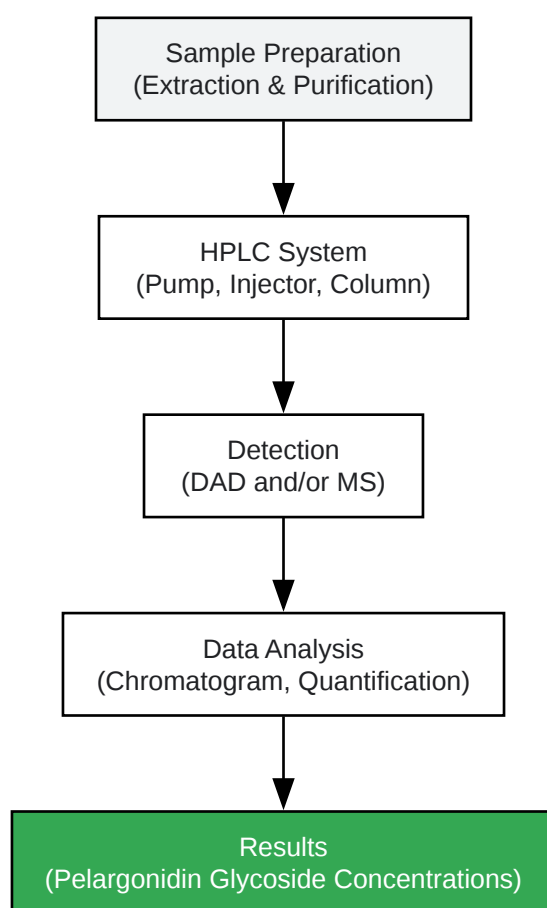 Sample Preparation
(Extraction & Purification)
HPLC System
(Pump, Injector, Column)
Detection
(DAD and/or MS)
Data Analysis
(Chromatogram, Quantification)
Results
(Pelargonidin Glycoside Concentrations)